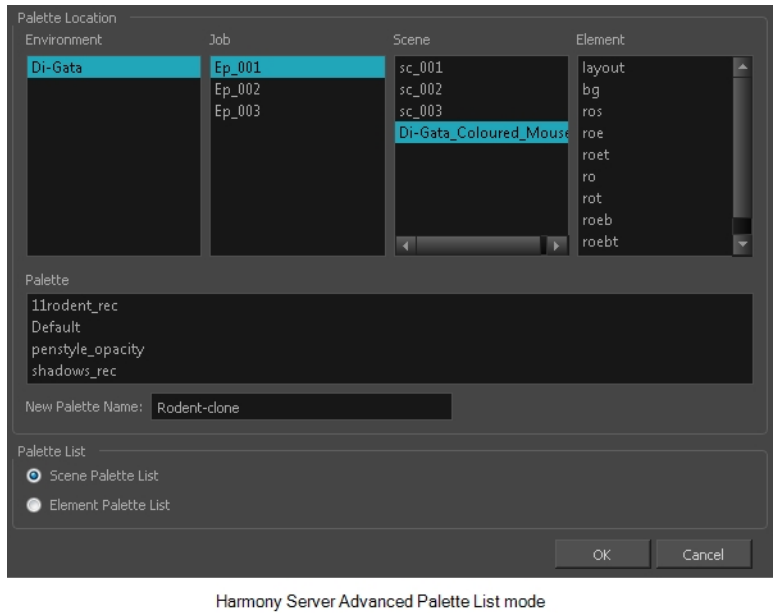 Palette Location
Environment Job Scene Element
Di-Gata
Ep_001
Ep_002
Ep_003
sc_001
sc_002
sc_003
Di-Gata_Coloured_Mouse
layout
bg
ros
roe
roet
ro
rot
roeb
roebt
Palette
11rodent_rec
Default
penstyle_opacity
shadows_rec
New Palette Name: Rodent-clone
Palette List
Scene Palette List
Element Palette List
OK Cancel
Harmony Server Advanced Palette List mode